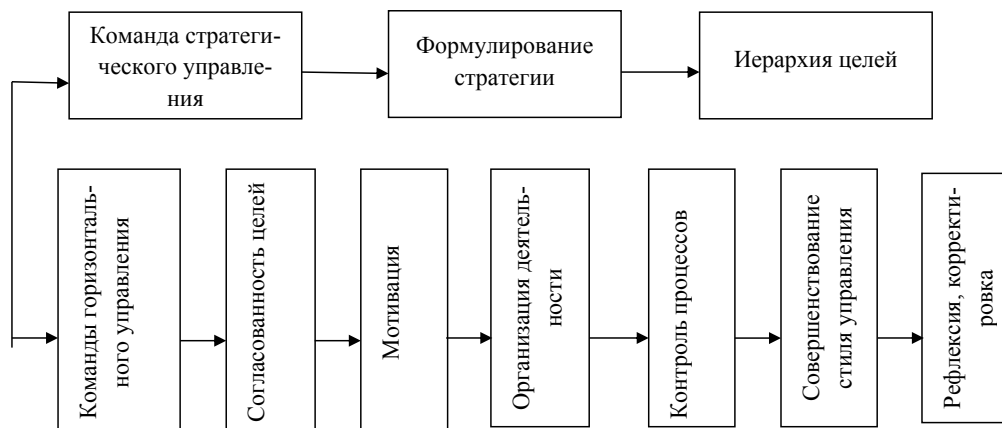 Команда стратеги-
ческого управле-
ния
Формулирование
стратегии
Иерархия целей
Команды горизонталь-
ного управления
Согласованность целей
Мотивация
Организация деятель-
ности
Контроль процессов
Совершенствование
стиля управления
Рефлексия, корректи-
ровка